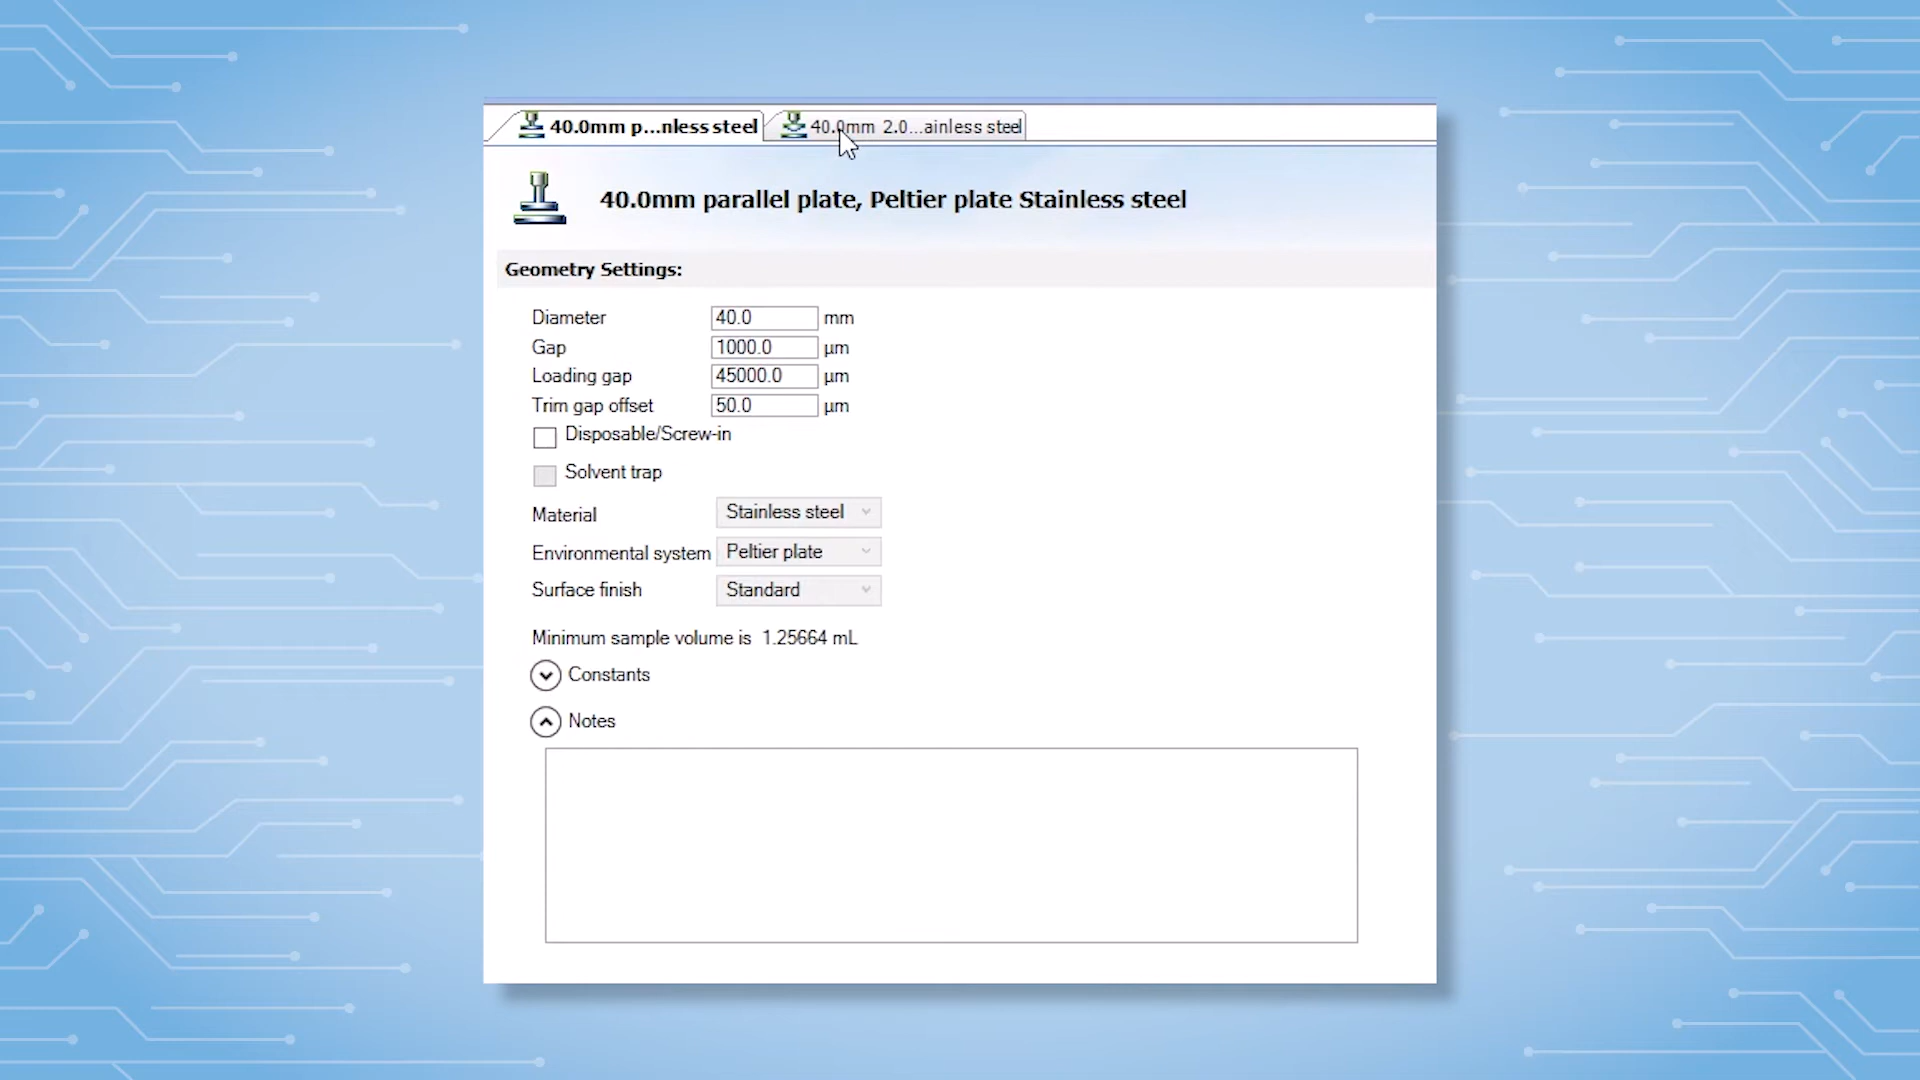 40.0mm p...nless steel
40.0mm 2.0...ainless steel
40.0mm parallel plate, Peltier plate Stainless steel
Geometry Settings:
Diameter 40.0 mm
Gap 1000.0 µm
Loading gap 45000.0 µm
Trim gap offset 50.0 µm
Disposable/Screw-in
Solvent trap
Material Stainless steel
Environmental system Peltier plate
Surface finish Standard
Minimum sample volume is 1.25664 mL
Constants
Notes